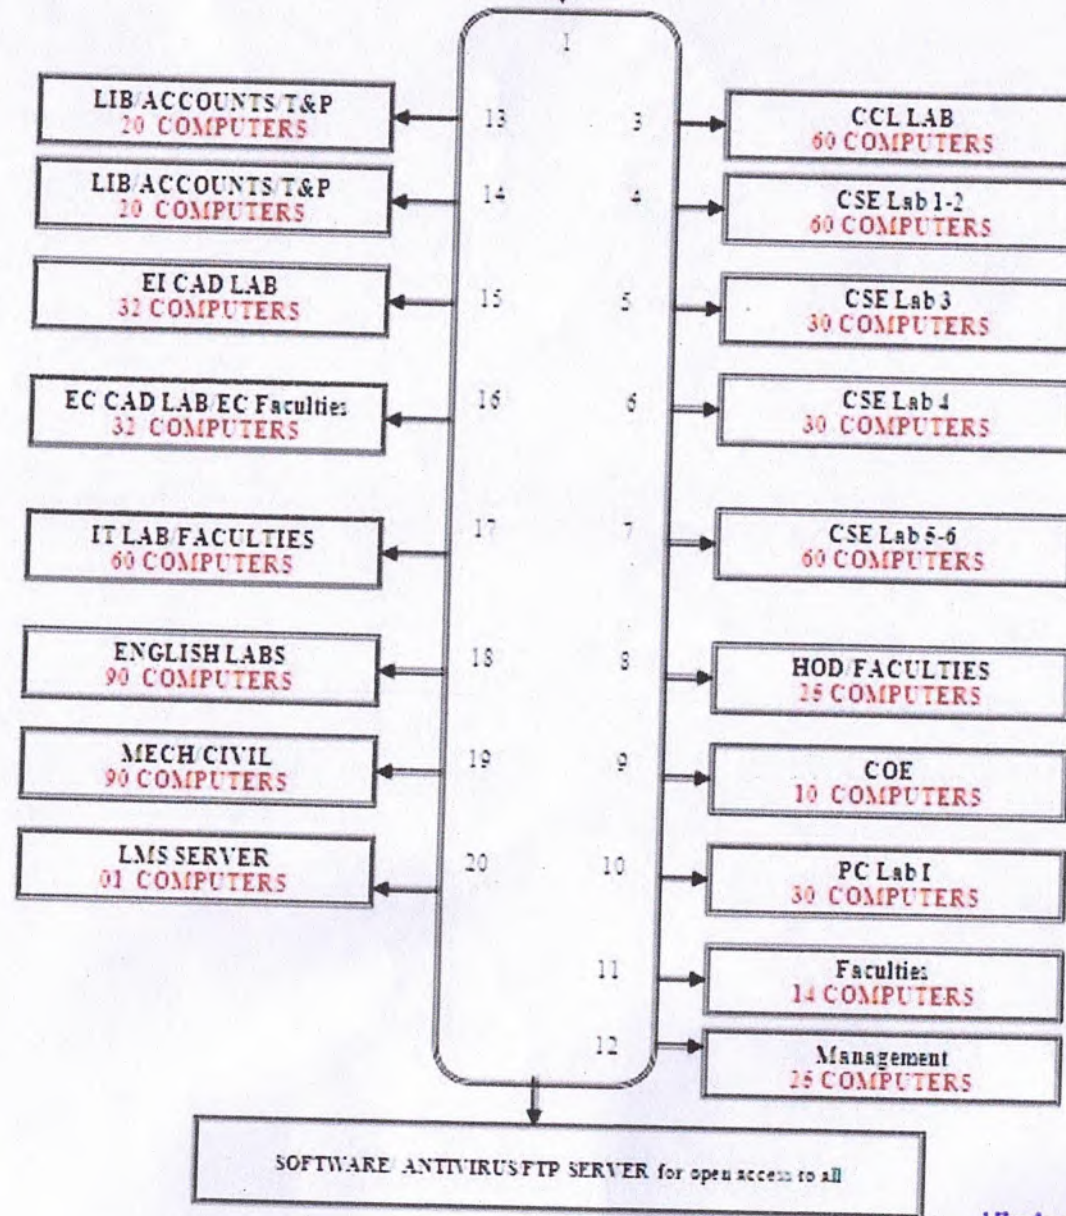 1
LIB/ACCOUNTS/T&P
20 COMPUTERS
13
3
CCL LAB
60 COMPUTERS
LIB/ACCOUNTS/T&P
20 COMPUTERS
14
4
CSE Lab 1-2
60 COMPUTERS
EI CAD LAB
32 COMPUTERS
15
5
CSE Lab 3
30 COMPUTERS
EC CAD LAB/EC Faculties
32 COMPUTERS
16
6
CSE Lab 4
30 COMPUTERS
IT LAB/FACULTIES
60 COMPUTERS
17
7
CSE Lab 5-6
60 COMPUTERS
ENGLISH LABS
90 COMPUTERS
18
8
HOD/FACULTIES
25 COMPUTERS
MECH/CIVIL
90 COMPUTERS
19
9
COE
10 COMPUTERS
LMS SERVER
01 COMPUTERS
20
10
PC Lab I
30 COMPUTERS
11
Faculties
14 COMPUTERS
12
Management
25 COMPUTERS
SOFTWARE/ ANTIVIRUS FTP SERVER for open access to all